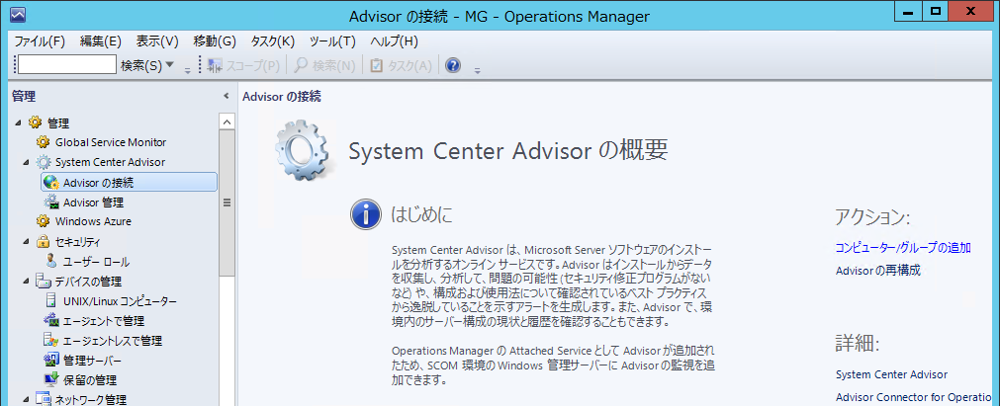 Advisor の接続 - MG - Operations Manager
ファイル(F) 編集(E) 表示(V) 移動(G) タスク(K) ツール(T) ヘルプ(H)
検索(S) スコープ(P) 検索(N) タスク(A)
管理
管理
Global Service Monitor
System Center Advisor
Advisor の接続
Advisor 管理
Windows Azure
セキュリティ
ユーザー ロール
デバイスの管理
UNIX/Linux コンピューター
エージェントで管理
エージェントレスで管理
管理サーバー
保留の管理
ネットワーク管理
Advisor の接続
System Center Advisor の概要
はじめに
System Center Advisor は、Microsoft Server ソフトウェアのインストー
ルを分析するオンライン サービスです。Advisor はインストールからデータ
を収集し、分析して、問題の可能性 (セキュリティ修正プログラムがない
など) や、構成および使用法について確認されているベスト プラクティス
から逸脱していることを示すアラートを生成します。また、Advisor で、環
境内のサーバー構成の現状と履歴を確認することもできます。
Operations Manager の Attached Service として Advisor が追加され
たため、SCOM 環境の Windows 管理サーバーに Advisor の監視を追
加できます。
アクション:
コンピューター/グループの追加
Advisor の再構成
詳細:
System Center Advisor
Advisor Connector for Operatio